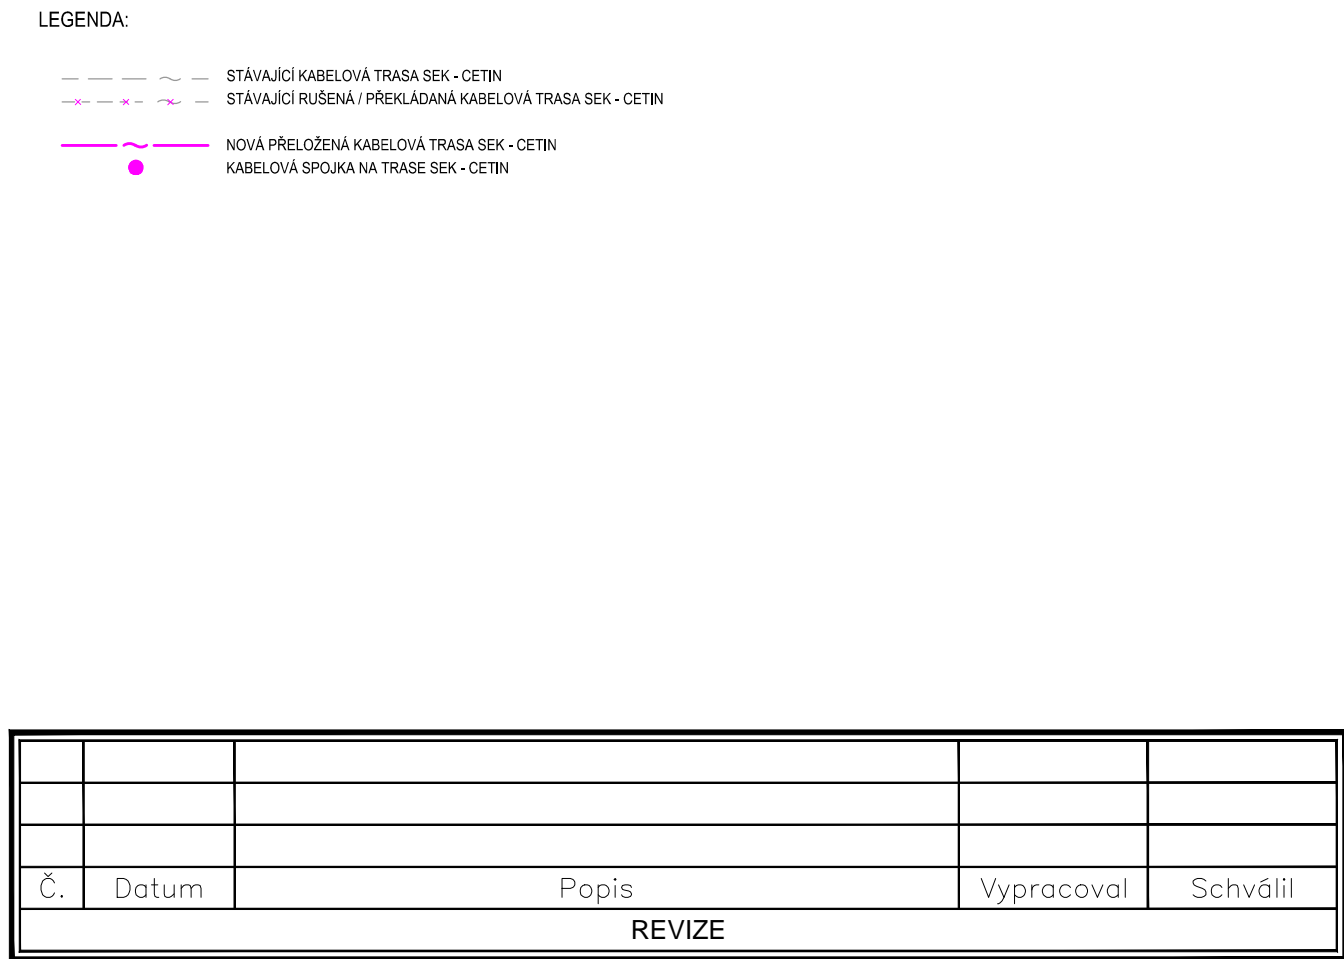 LEGENDA:
STÁVAJÍCÍ KABELOVÁ TRASA SEK - CETIN
STÁVAJÍCÍ RUŠENÁ / PŘEKLÁDANÁ KABELOVÁ TRASA SEK - CETIN
NOVÁ PŘELOŽENÁ KABELOVÁ TRASA SEK - CETIN
KABELOVÁ SPOJKA NA TRASE SEK - CETIN
Č. Datum Popis Vypracoval Schválil
REVIZE